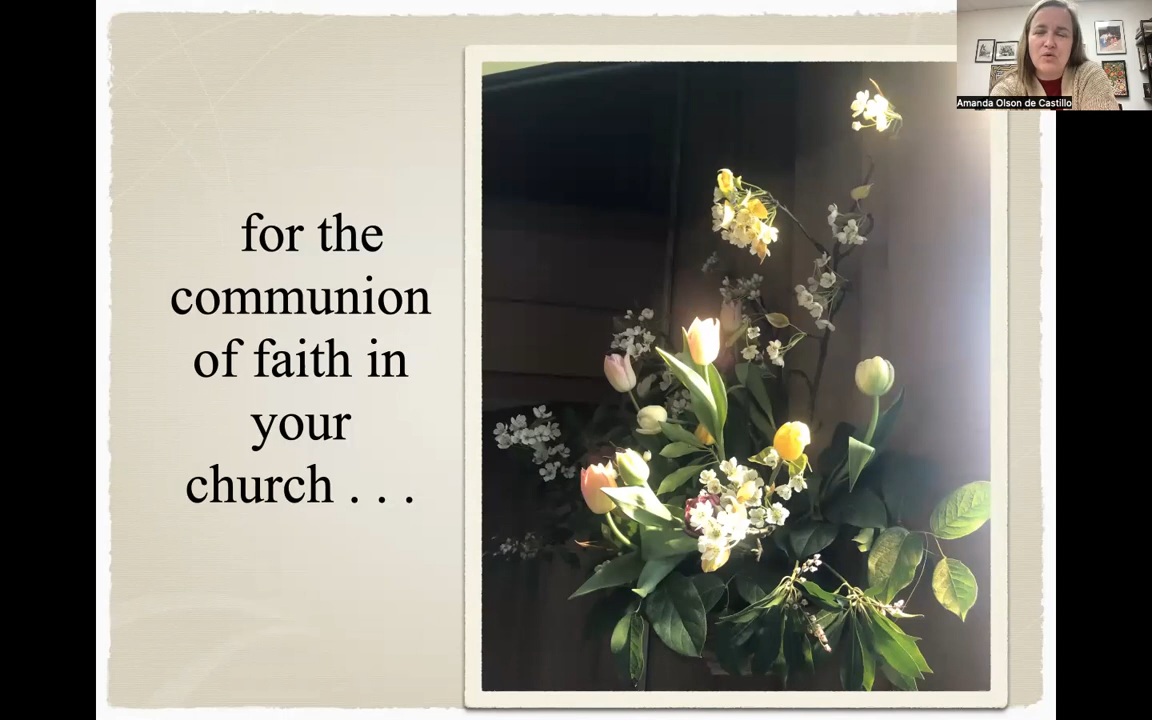 for the
communion
of faith in
your
church . . .
Amanda Olson de Castillo